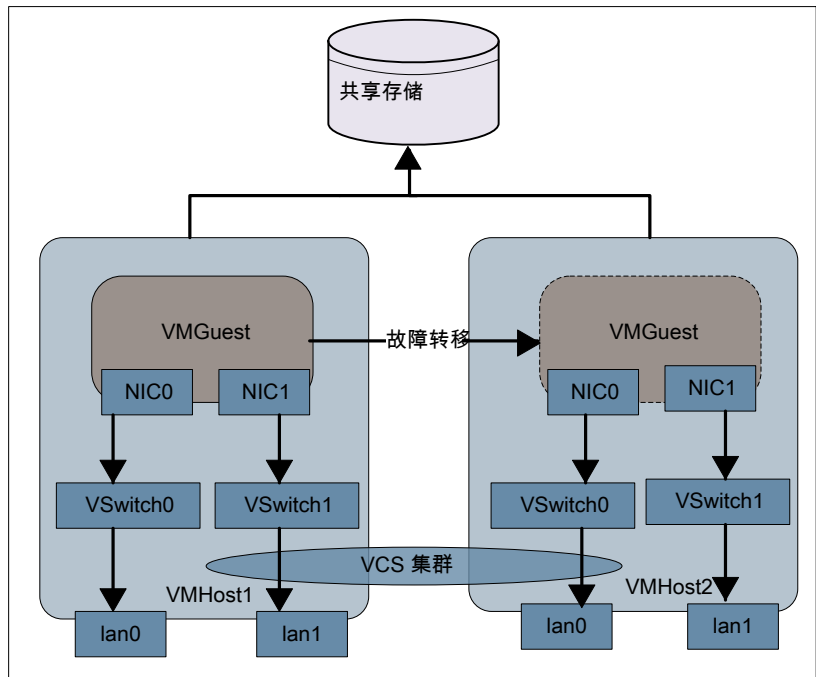 共享存储
VMGuest
故障转移
VMGuest
NIC0
NIC1
NIC0
NIC1
VSwitch0
VSwitch1
VSwitch0
VSwitch1
VCS 集群
VMHost1
VMHost2
lan0
lan1
lan0
lan1